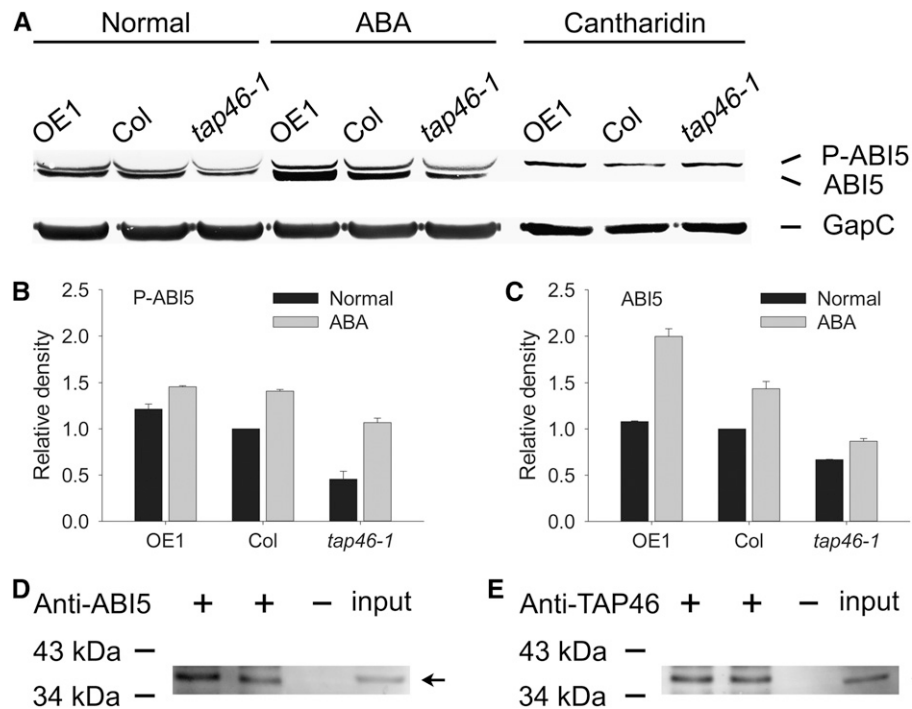 A
Normal ABA Cantharidin
OE1 Col tap46-1 OE1 Col tap46-1 OE1 Col tap46-1
P-ABI5
ABI5
GapC
B
P-ABI5
Normal
ABA
Relative density
2.5
2.0
1.5
1.0
0.5
0.0
OE1 Col tap46-1
C
ABI5
Normal
ABA
Relative density
2.5
2.0
1.5
1.0
0.5
0.0
OE1 Col tap46-1
D
Anti-ABI5 + + − input
43 kDa
34 kDa
E
Anti-TAP46 + + − input
43 kDa
34 kDa